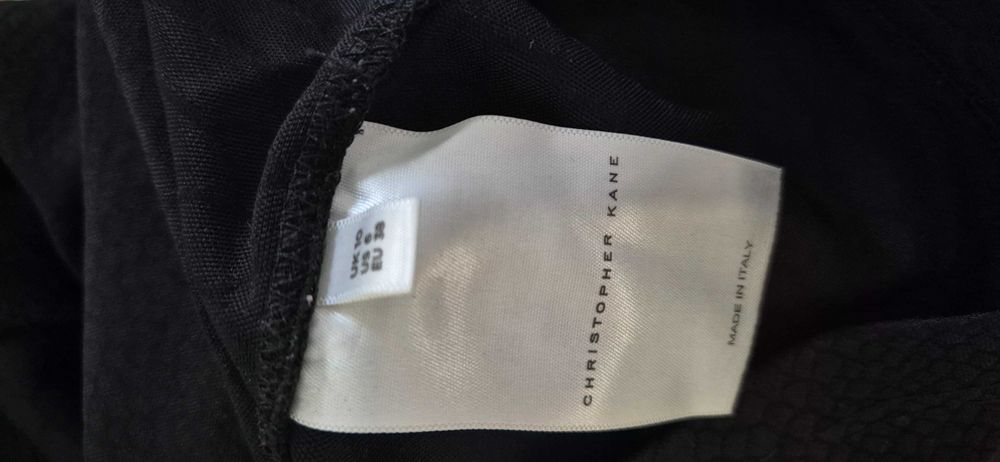 UK 10
US 6
EU 38
CHRISTOPHER KANE
MADE IN ITALY